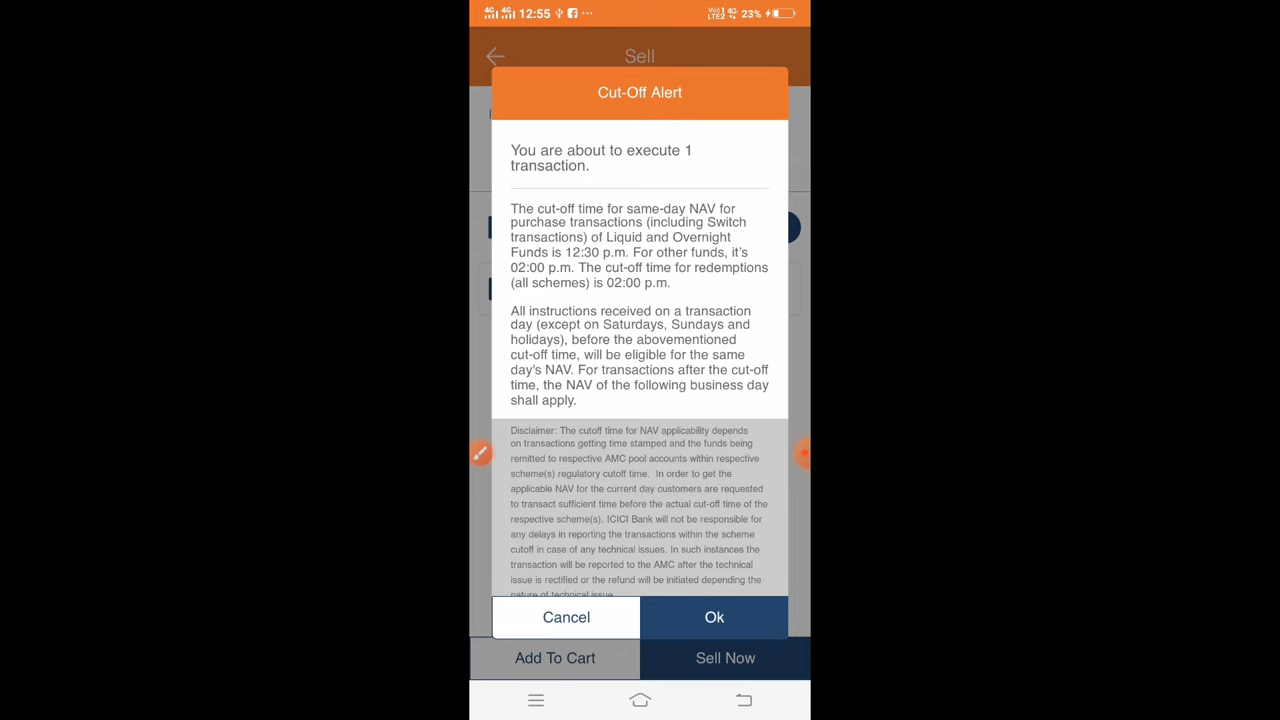 4G 4G 12:55 ... 4G 23%
Sell
Cut-Off Alert
You are about to execute 1
transaction.
The cut-off time for same-day NAV for
purchase transactions (including Switch
transactions) of Liquid and Overnight
Funds is 12:30 p.m. For other funds, it's
02:00 p.m. The cut-off time for redemptions
(all schemes) is 02:00 p.m.
All instructions received on a transaction
day (except on Saturdays, Sundays and
holidays), before the abovementioned
cut-off time, will be eligible for the same
day's NAV. For transactions after the cut-off
time, the NAV of the following business day
shall apply.
Disclaimer: The cutoff time for NAV applicability depends
on transactions getting time stamped and the funds being
remitted to respective AMC pool accounts within respective
scheme(s) regulatory cutoff time. In order to get the
applicable NAV for the current day customers are requested
to transact sufficient time before the actual cut-off time of the
respective scheme(s). ICICI Bank will not be responsible for
any delays in reporting the transactions within the scheme
cutoff in case of any technical issues. In such instances the
transaction will be reported to the AMC after the technical
issue is rectified or the refund will be initiated depending the
nature of technical issue
Cancel Ok
Add To Cart Sell Now